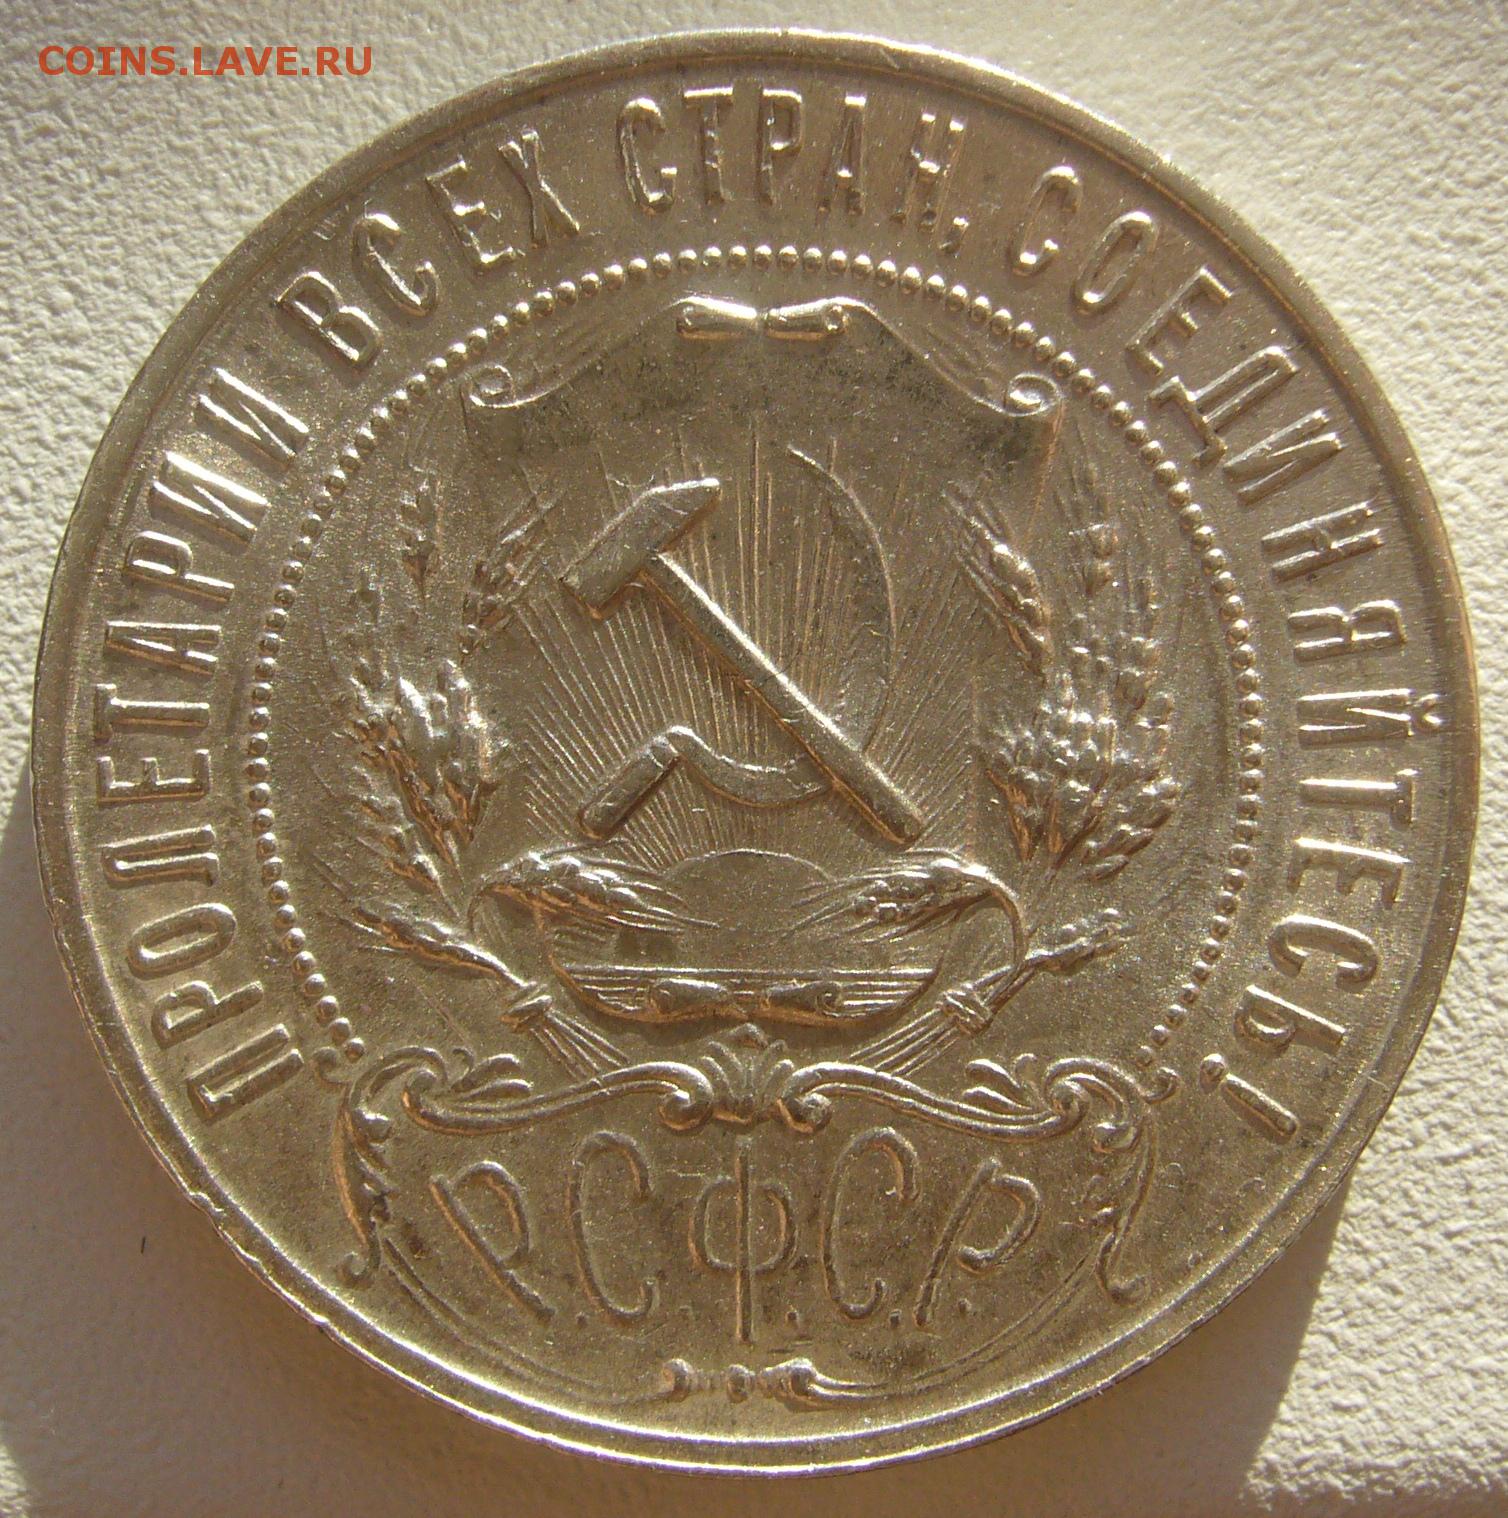 COINS.LAVE.RU
ПРОЛЕТАРИИ ВСЕХ СТРАН, СОЕДИНЯЙТЕСЬ!
Р.С.Ф.С.Р.